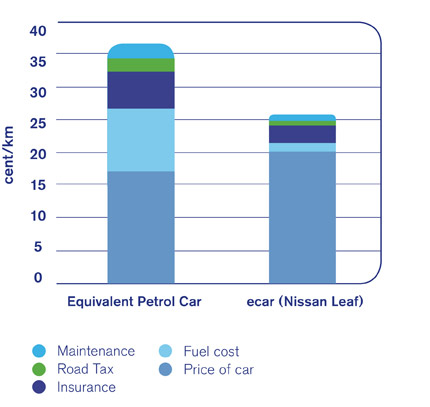 40
35
30
25
20
15
10
5
0
cent/km
Equivalent Petrol Car
ecar (Nissan Leaf)
Maintenance
Fuel cost
Road Tax
Price of car
Insurance